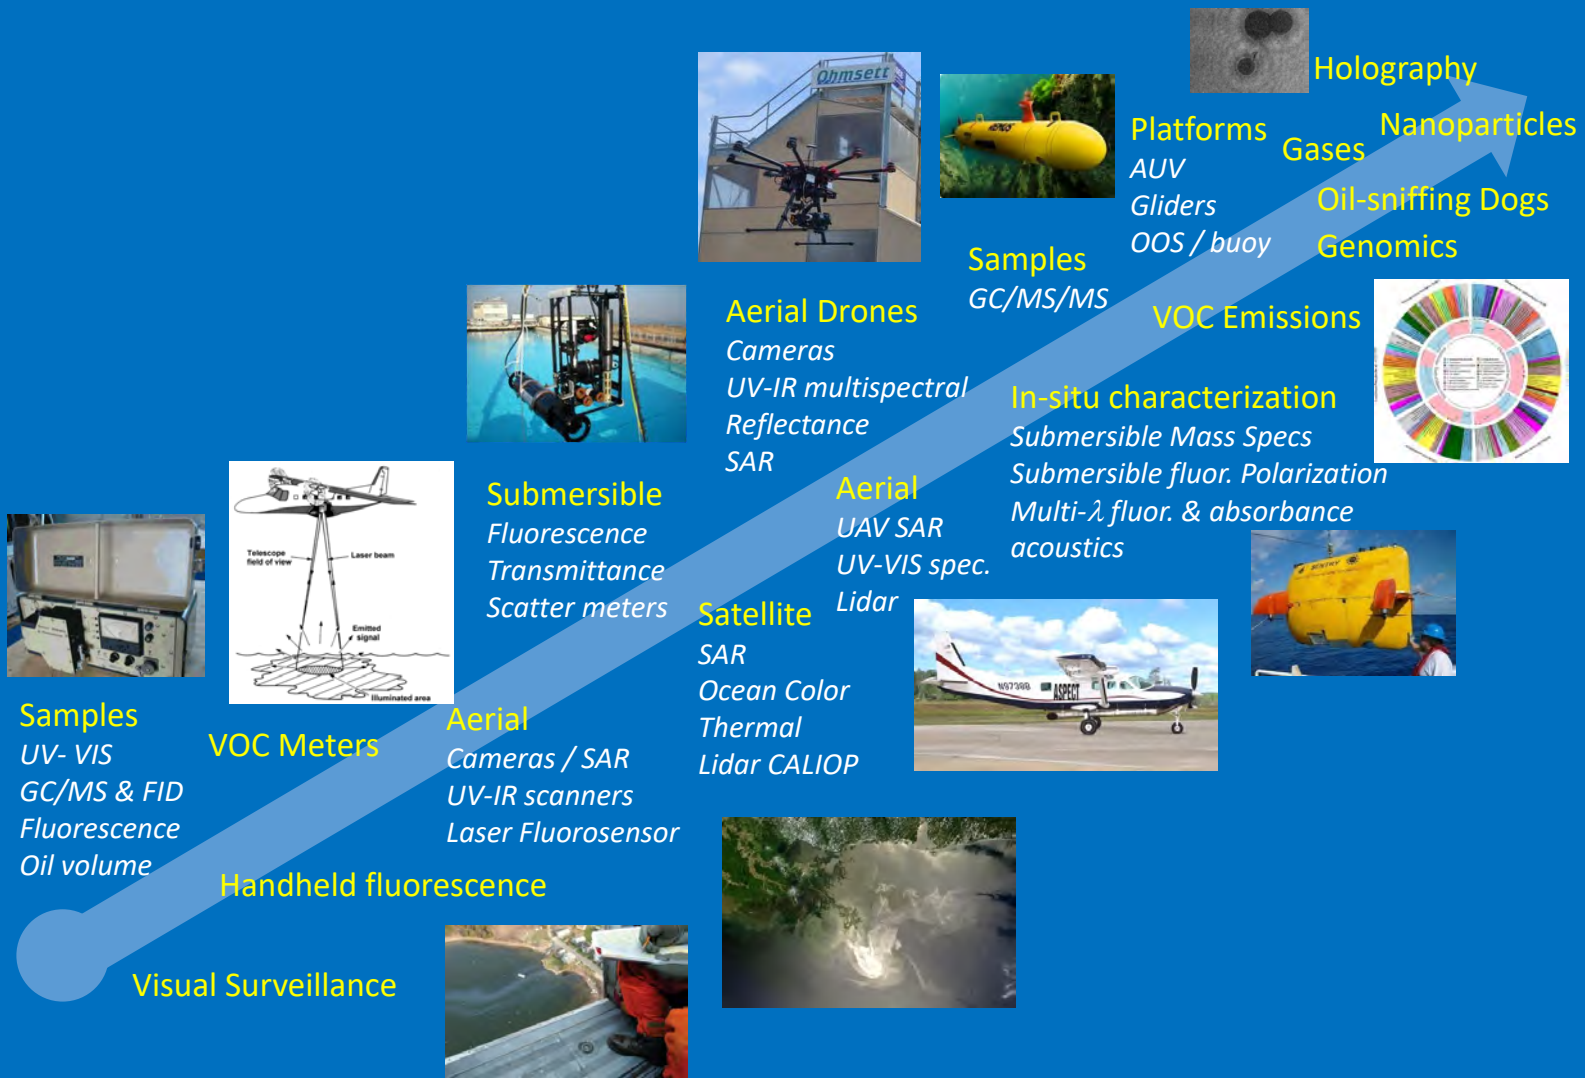 Ohmsett
Holography
Nanoparticles
Platforms
AUV
Gliders
OOS / buoy
Gases
Oil-sniffing Dogs
Genomics
Samples
GC/MS/MS
VOC Emissions
Aerial Drones
Cameras
UV-IR multispectral
Reflectance
SAR
In-situ characterization
Submersible Mass Specs
Submersible fluor. Polarization
Multi-λ fluor. & absorbance
acoustics
Submersible
Fluorescence
Transmittance
Scatter meters
Aerial
UAV SAR
UV-VIS spec.
Lidar
Telescope
field of view
Laser beam
Emitted
signal
Illuminated area
SENTRY
Satellite
SAR
Ocean Color
Thermal
Lidar CALIOP
N9738B
ASPECT
Samples
UV- VIS
GC/MS & FID
Fluorescence
Oil volume
VOC Meters
Aerial
Cameras / SAR
UV-IR scanners
Laser Fluorosensor
Handheld fluorescence
Visual Surveillance